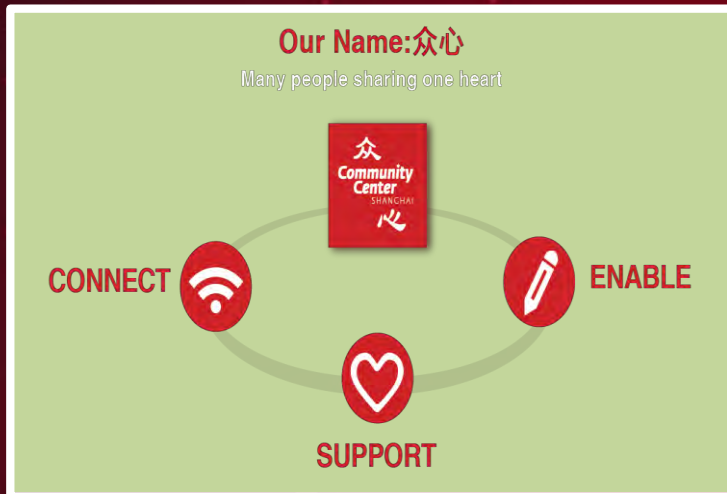 Our Name:众心
Many people sharing one heart
众
Community
Center
SHANGHAI
心
CONNECT
ENABLE
SUPPORT